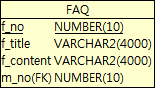 FAQ
f_no NUMBER(10)
f_title VARCHAR2(4000)
f_content VARCHAR2(4000)
m_no(FK) NUMBER(10)